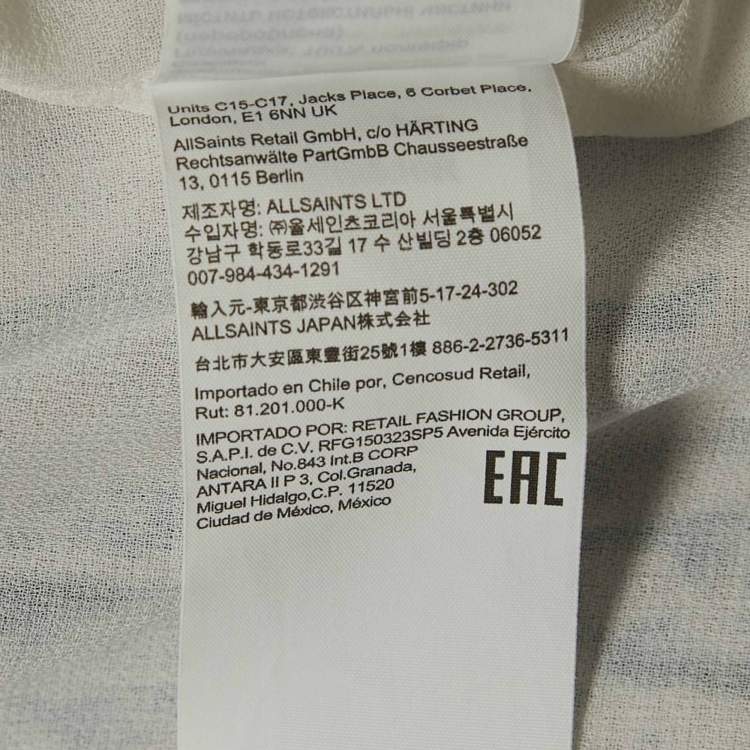 Units C15-C17, Jacks Place, 6 Corbet Place,
London, E1 6NN UK
AllSaints Retail GmbH, c/o HÄRTING
Rechtsanwälte PartGmbB Chausseestraße
13, 0115 Berlin
제조자명: ALLSAINTS LTD
수입자명: ㈜올세인츠코리아 서울특별시
강남구 학동로33길 17 수 산빌딩 2층 06052
007-984-434-1291
輸入元-東京都渋谷区神宮前5-17-24-302
ALLSAINTS JAPAN株式会社
台北市大安區東豐街25號1樓 886-2-2736-5311
Importado en Chile por, Cencosud Retail,
Rut: 81.201.000-K
IMPORTADO POR: RETAIL FASHION GROUP,
S.A.P.I. de C.V. RFG150323SP5 Avenida Ejército
Nacional, No.843 Int.B CORP
ANTARA II P 3, Col.Granada,
Miguel Hidalgo,C.P. 11520
Ciudad de México, México
EAC